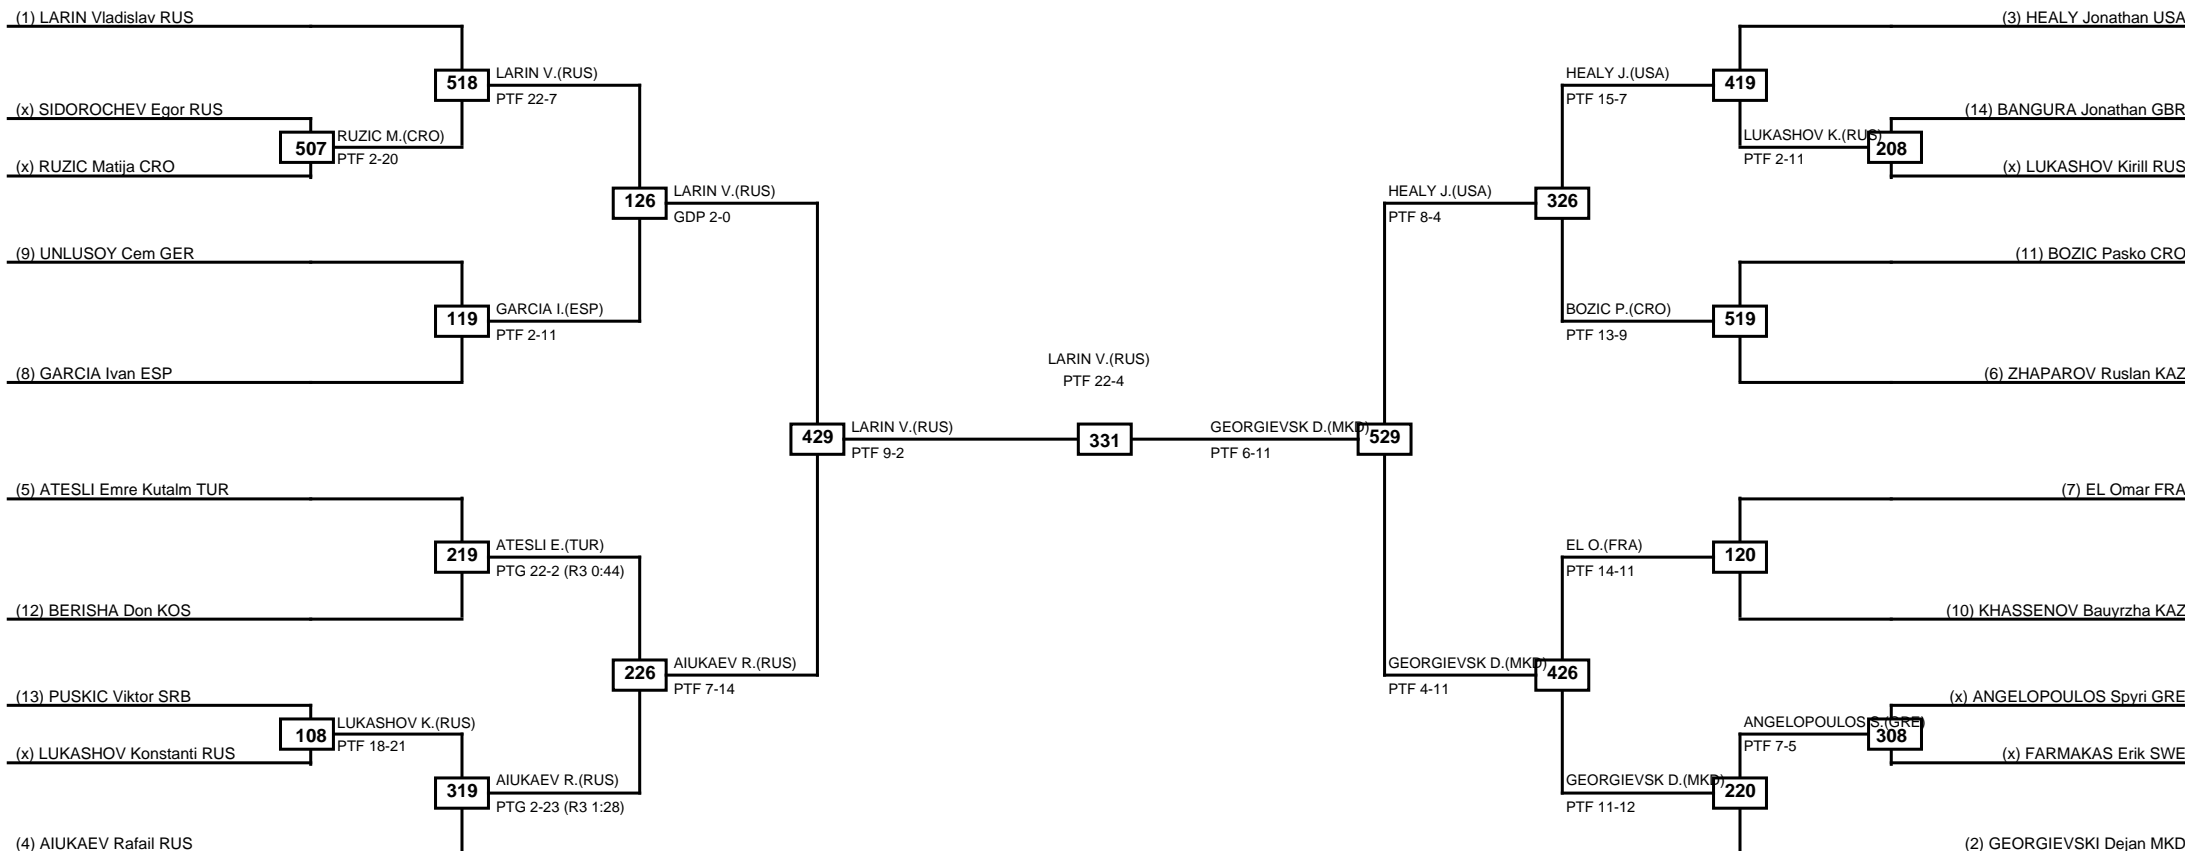 (1) LARIN Vladislav RUS
(3) HEALY Jonathan USA
518
LARIN V.(RUS)
PTF 22-7
HEALY J.(USA)
PTF 15-7
419
(x) SIDOROCHEV Egor RUS
(14) BANGURA Jonathan GBR
507
RUZIC M.(CRO)
PTF 2-20
LUKASHOV K.(RUS)
PTF 2-11
208
(x) RUZIC Matija CRO
(x) LUKASHOV Kirill RUS
126
LARIN V.(RUS)
GDP 2-0
HEALY J.(USA)
PTF 8-4
326
(9) UNLUSOY Cem GER
(11) BOZIC Pasko CRO
119
GARCIA I.(ESP)
PTF 2-11
BOZIC P.(CRO)
PTF 13-9
519
(8) GARCIA Ivan ESP
(6) ZHAPAROV Ruslan KAZ
LARIN V.(RUS)
PTF 22-4
429
LARIN V.(RUS)
PTF 9-2
331
GEORGIEVSK D.(MKD)
PTF 6-11
529
(5) ATESLI Emre Kutalm TUR
(7) EL Omar FRA
219
ATESLI E.(TUR)
PTG 22-2 (R3 0:44)
EL O.(FRA)
PTF 14-11
120
(12) BERISHA Don KOS
(10) KHASSENOV Bauyrzha KAZ
226
AIUKAEV R.(RUS)
PTF 7-14
GEORGIEVSK D.(MKD)
PTF 4-11
426
(13) PUSKIC Viktor SRB
(x) ANGELOPOULOS Spyri GRE
108
LUKASHOV K.(RUS)
PTF 18-21
ANGELOPOULOS S.(GRE)
PTF 7-5
308
(x) LUKASHOV Konstanti RUS
(x) FARMAKAS Erik SWE
319
AIUKAEV R.(RUS)
PTG 2-23 (R3 1:28)
GEORGIEVSK D.(MKD)
PTF 11-12
220
(4) AIUKAEV Rafail RUS
(2) GEORGIEVSKI Dejan MKD